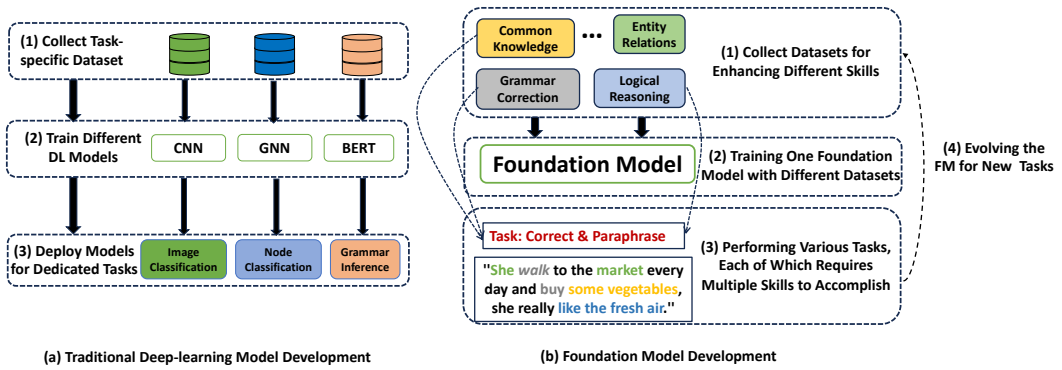 (1) Collect Task-
specific Dataset
(2) Train Different
DL Models
CNN
GNN
BERT
(3) Deploy Models
for Dedicated Tasks
Image
Classification
Node
Classification
Grammar
Inference
(a) Traditional Deep-learning Model Development
Common
Knowledge
...
Entity
Relations
Grammar
Correction
Logical
Reasoning
(1) Collect Datasets for
Enhancing Different Skills
Foundation Model
(2) Training One Foundation
Model with Different Datasets
(4) Evolving the
FM for New Tasks
Task: Correct & Paraphrase
"She walk to the market every
day and buy some vegetables,
she really like the fresh air."
(3) Performing Various Tasks,
Each of Which Requires
Multiple Skills to Accomplish
(b) Foundation Model Development